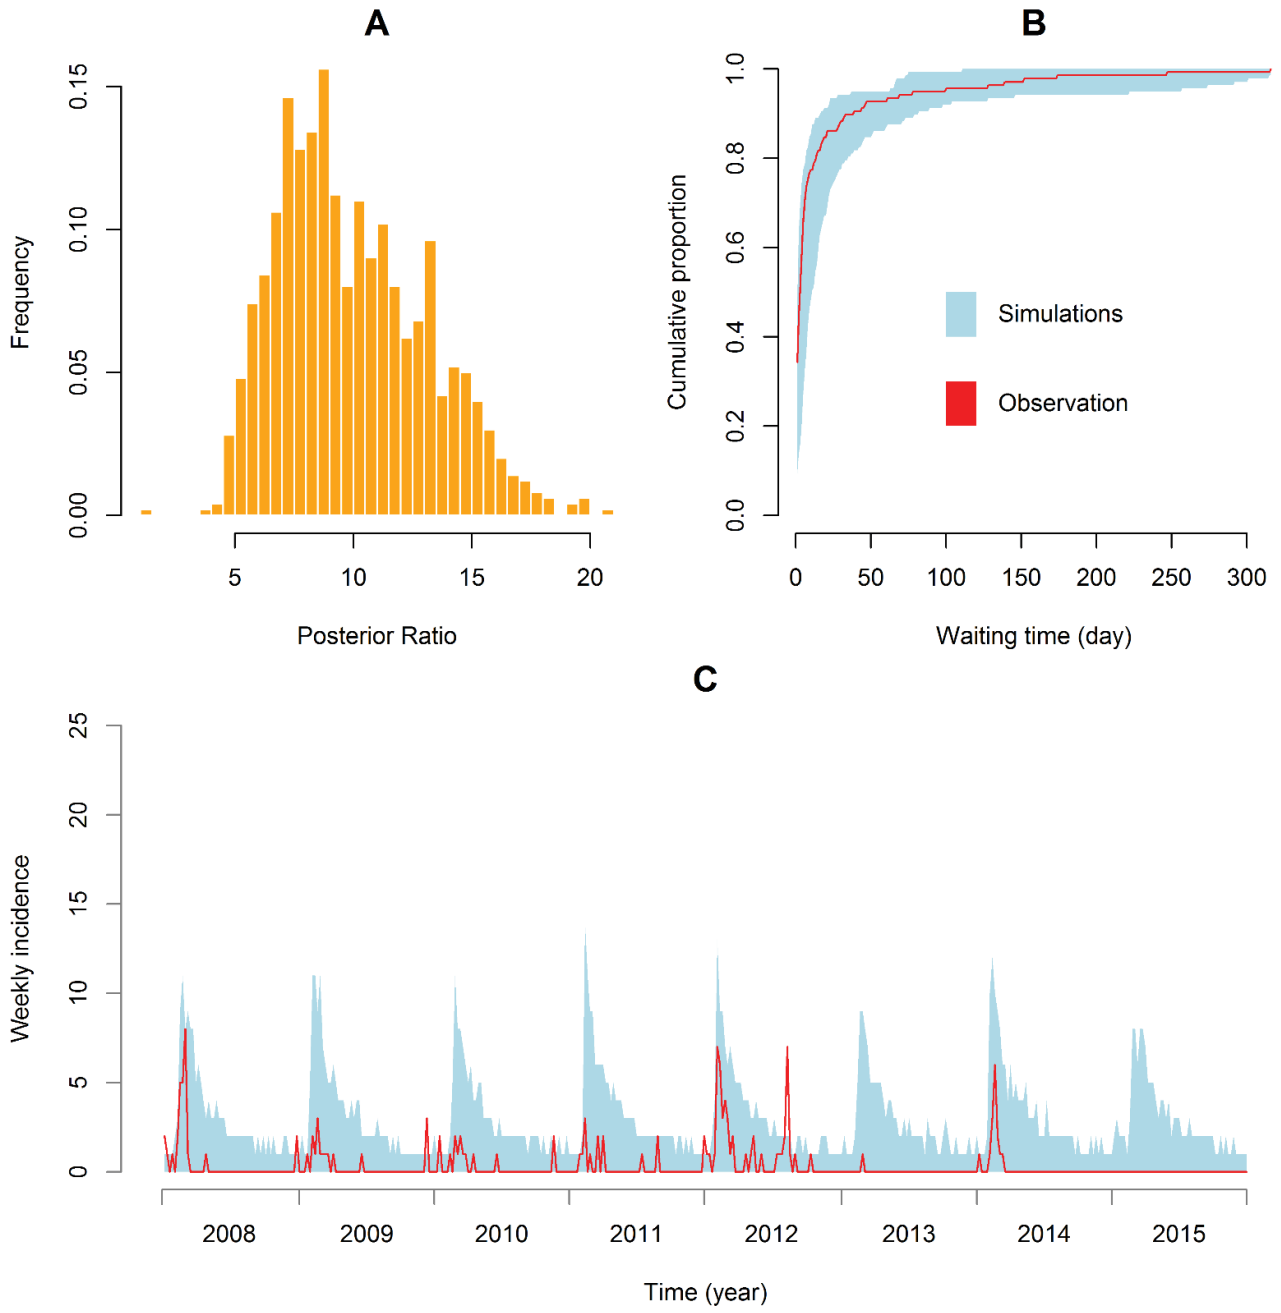 A
Frequency
0.00 0.05 0.10 0.15
5 10 15 20
Posterior Ratio
B
Cumulative proportion
0.0 0.2 0.4 0.6 0.8 1.0
Simulations
Observation
0 50 100 150 200 250 300
Waiting time (day)
C
Weekly incidence
0 5 10 15 20 25
2008 2009 2010 2011 2012 2013 2014 2015
Time (year)